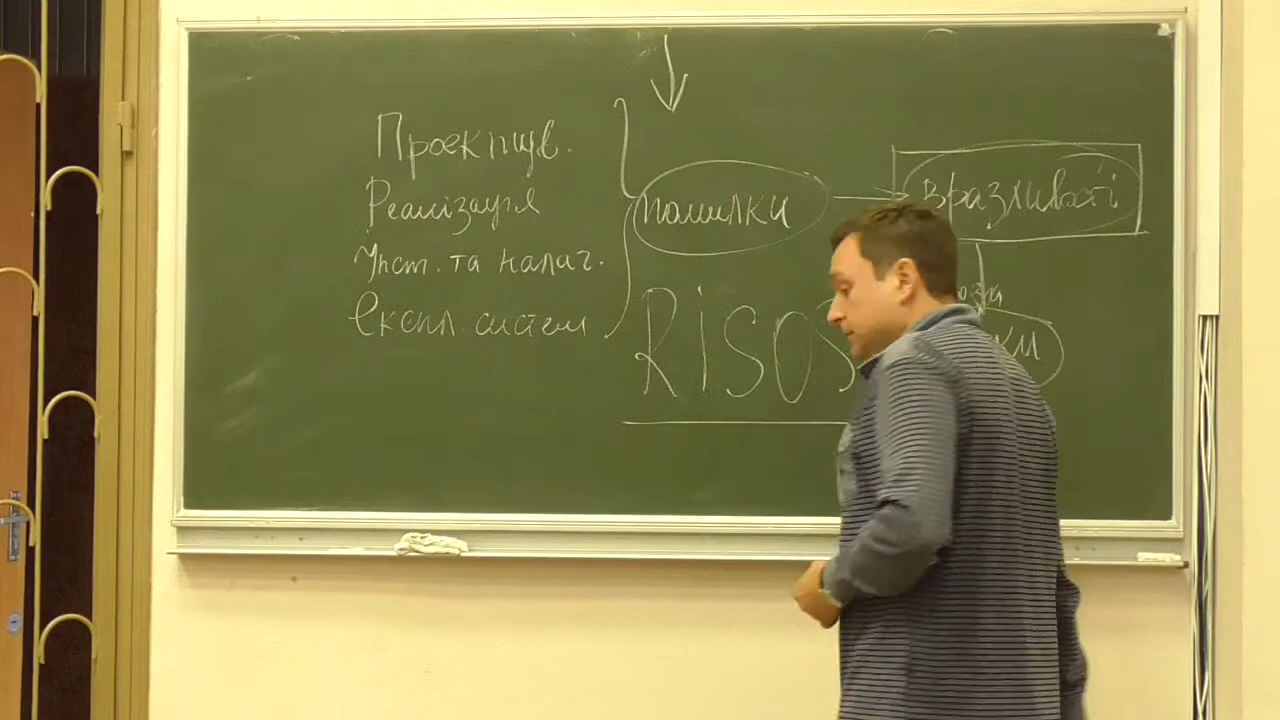 Проектув.
Реалізація
помилки
вразливості
Уст. та налаг.
Експл систем
RISOS